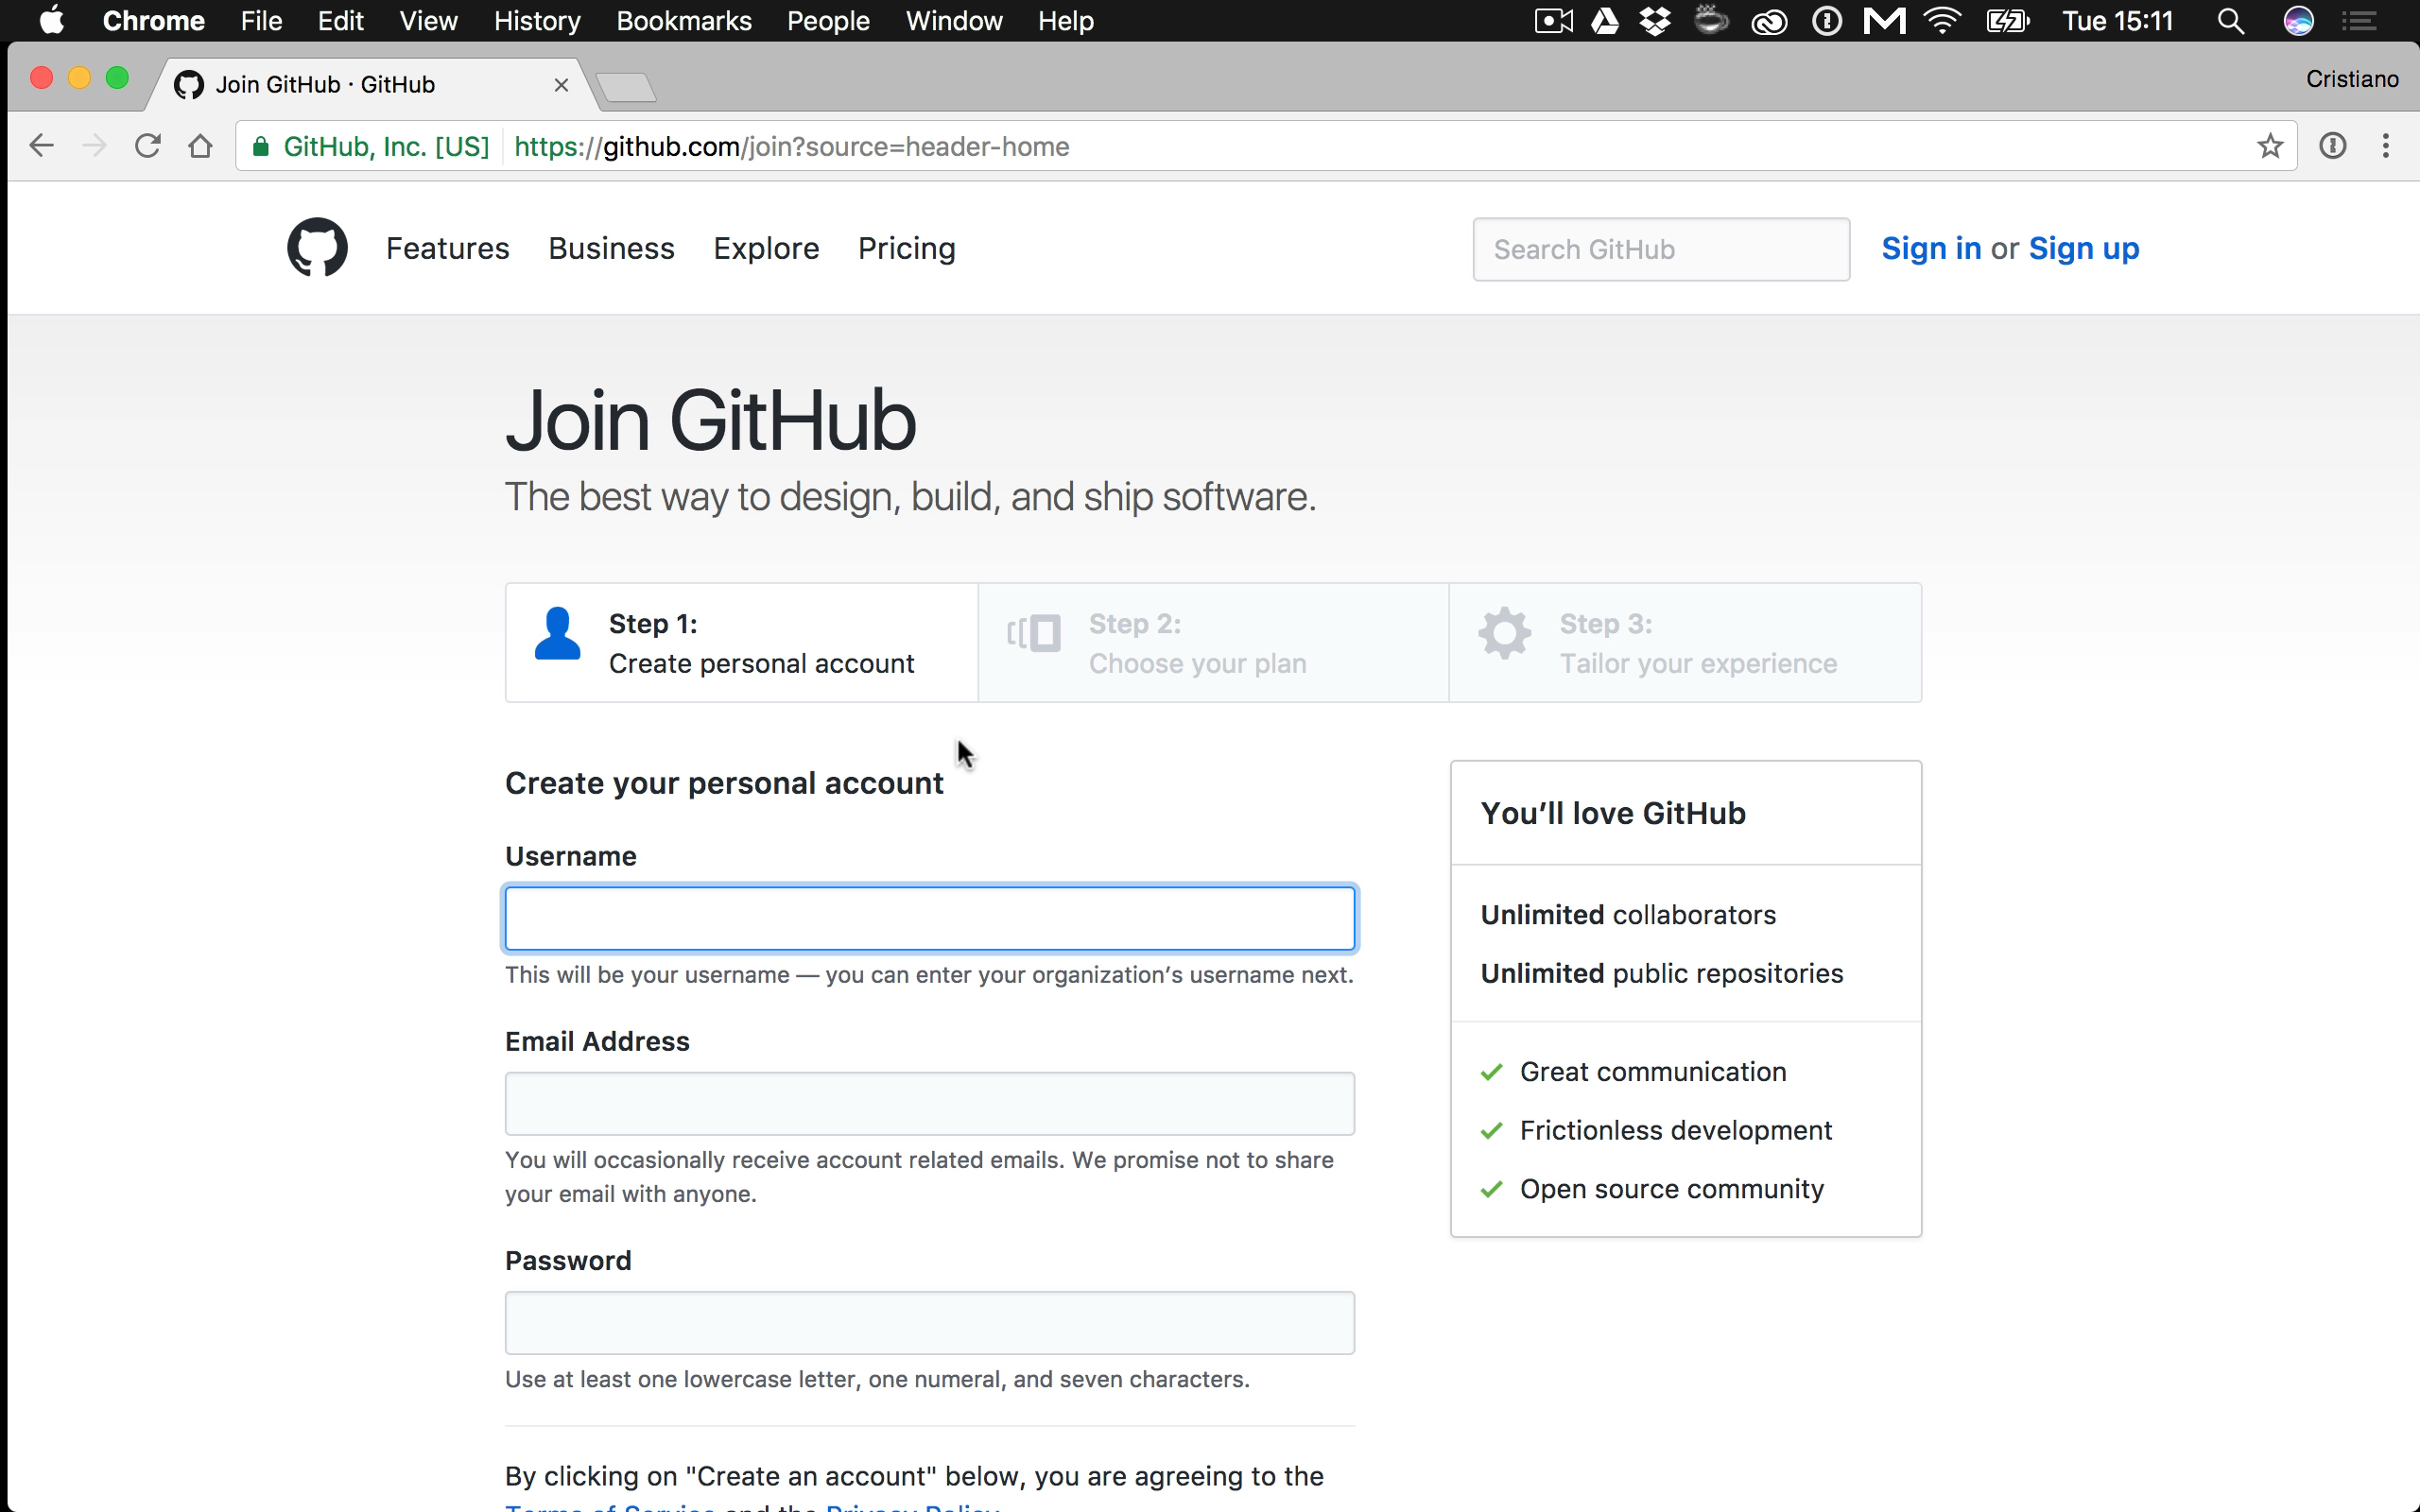 Chrome File Edit View History Bookmarks People Window Help Tue 15:11
Join GitHub · GitHub Cristiano
GitHub, Inc. [US] https://github.com/join?source=header-home
Features Business Explore Pricing Search GitHub Sign in or Sign up
Join GitHub
The best way to design, build, and ship software.
Step 1:
Create personal account
Step 2:
Choose your plan
Step 3:
Tailor your experience
Create your personal account
Username
This will be your username — you can enter your organization’s username next.
Email Address
You will occasionally receive account related emails. We promise not to share
your email with anyone.
Password
Use at least one lowercase letter, one numeral, and seven characters.
By clicking on "Create an account" below, you are agreeing to the
Terms of Service and the Privacy Policy.
You’ll love GitHub
Unlimited collaborators
Unlimited public repositories
Great communication
Frictionless development
Open source community